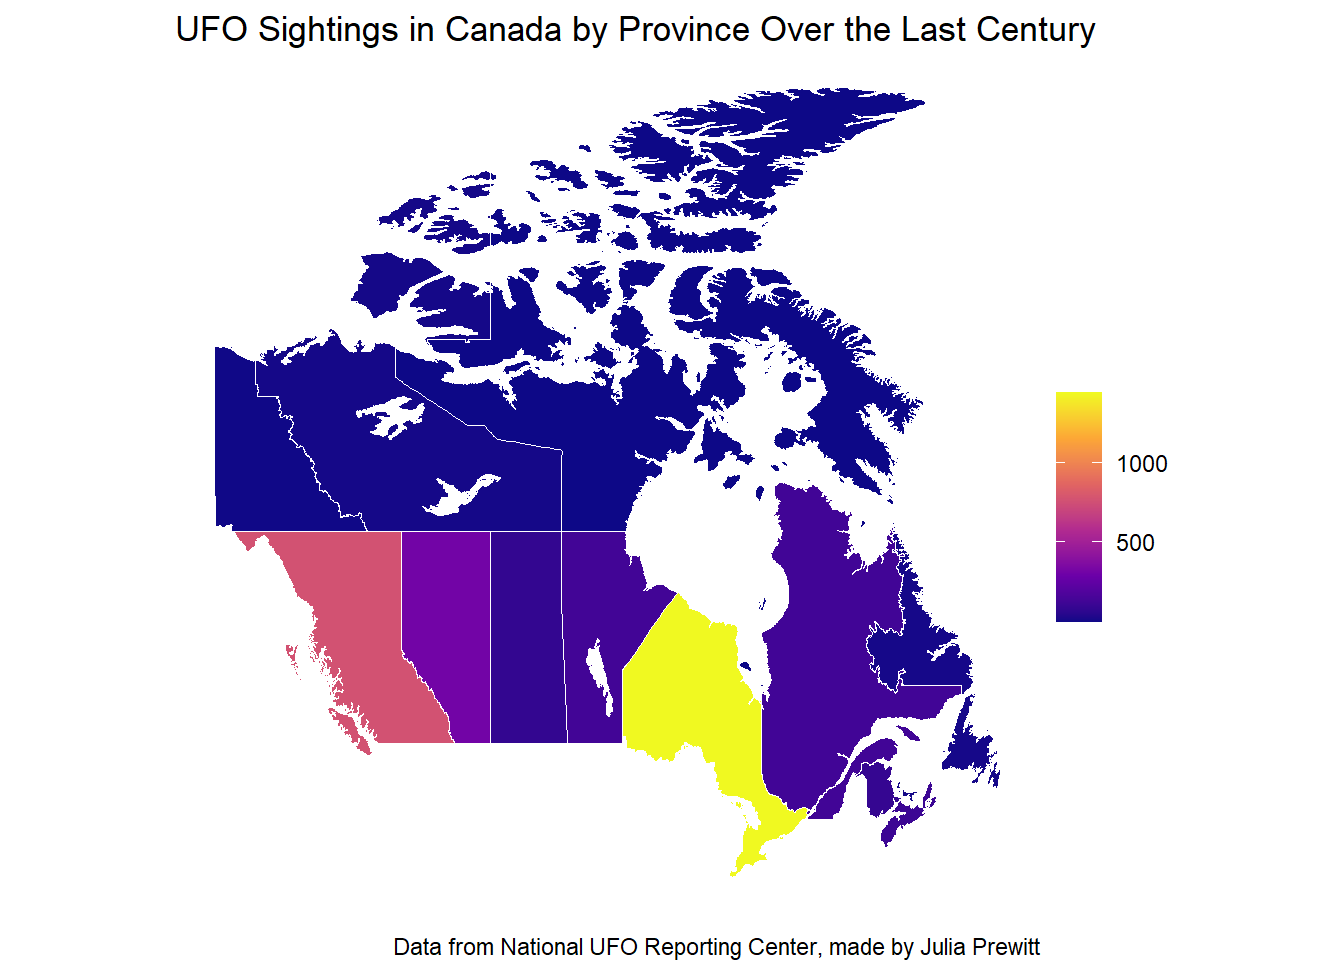 UFO Sightings in Canada by Province Over the Last Century
1000
500
Data from National UFO Reporting Center, made by Julia Prewitt